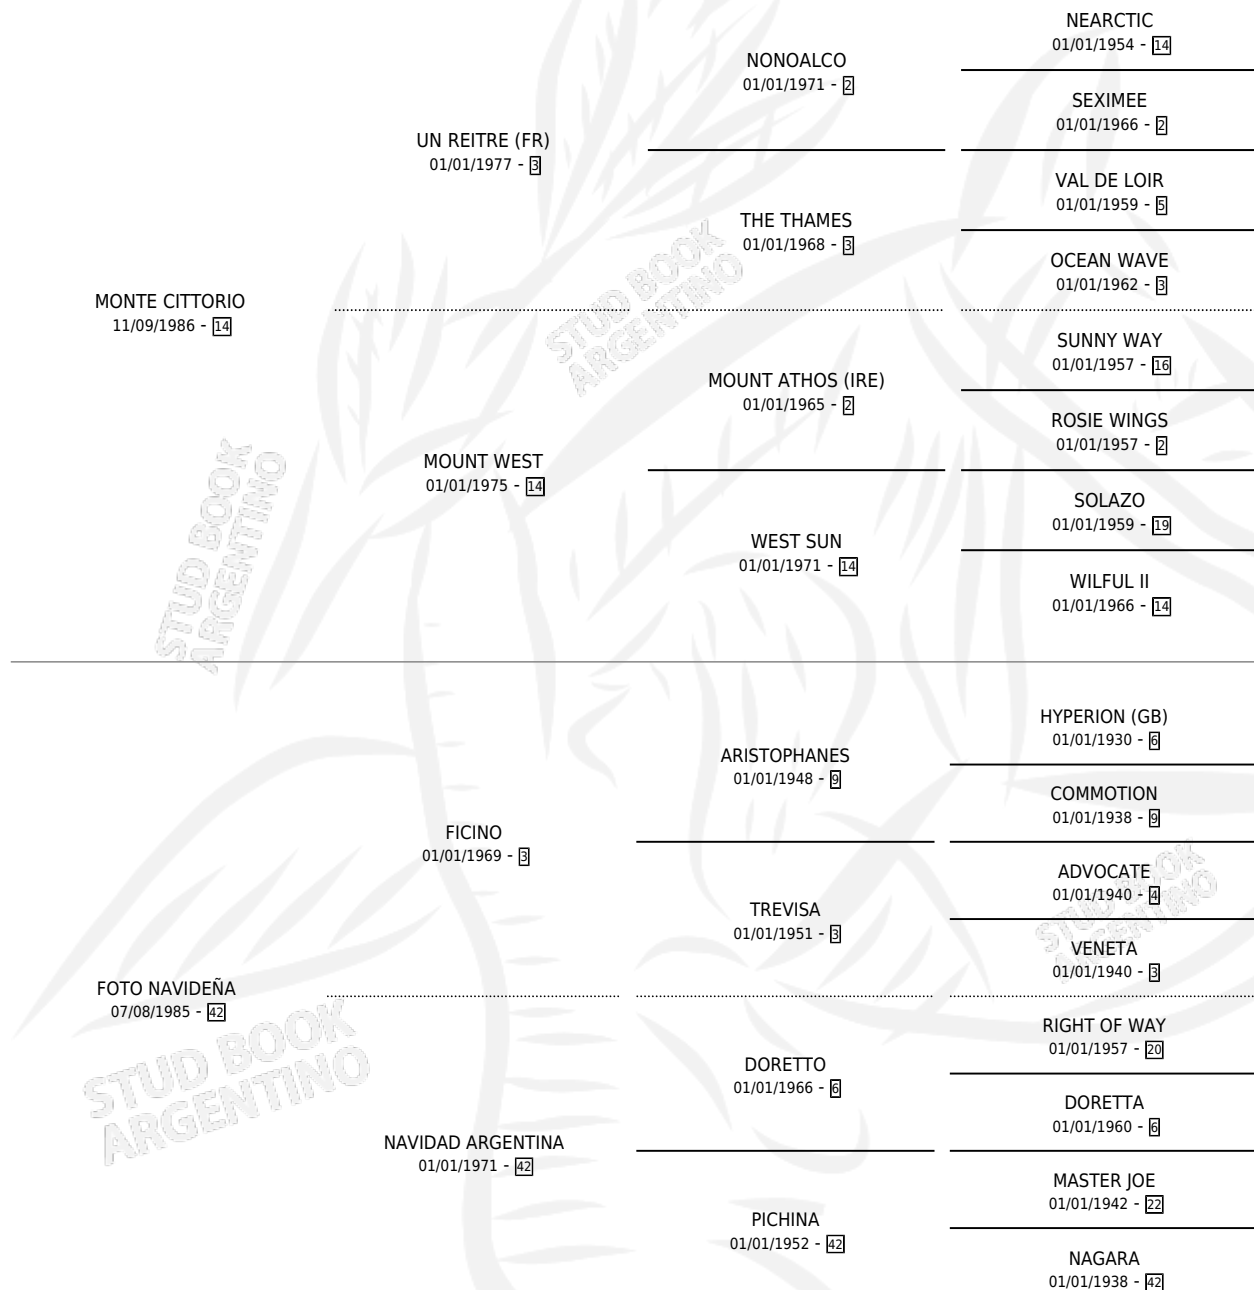 NEARCTIC
01/01/1954 - 14
NONOALCO
01/01/1971 - 2
SEXIMEE
01/01/1966 - 2
UN REITRE (FR)
01/01/1977 - 3
VAL DE LOIR
01/01/1959 - 5
THE THAMES
01/01/1968 - 3
OCEAN WAVE
01/01/1962 - 3
MONTE CITTORIO
11/09/1986 - 14
SUNNY WAY
01/01/1957 - 16
MOUNT ATHOS (IRE)
01/01/1965 - 2
ROSIE WINGS
01/01/1957 - 2
MOUNT WEST
01/01/1975 - 14
SOLAZO
01/01/1959 - 19
WEST SUN
01/01/1971 - 14
WILFUL II
01/01/1966 - 14
HYPERION (GB)
01/01/1930 - 6
ARISTOPHANES
01/01/1948 - 9
COMMOTION
01/01/1938 - 9
FICINO
01/01/1969 - 3
ADVOCATE
01/01/1940 - 4
TREVISA
01/01/1951 - 3
VENETA
01/01/1940 - 3
FOTO NAVIDEÑA
07/08/1985 - 42
RIGHT OF WAY
01/01/1957 - 20
DORETTO
01/01/1966 - 6
DORETTA
01/01/1960 - 6
NAVIDAD ARGENTINA
01/01/1971 - 42
MASTER JOE
01/01/1942 - 22
PICHINA
01/01/1952 - 42
NAGARA
01/01/1938 - 42
STUD BOOK
ARGENTINO
STUD BOOK
ARGENTINO
STUD BOOK
ARGENTINO
STUD BOOK
ARGENTINO